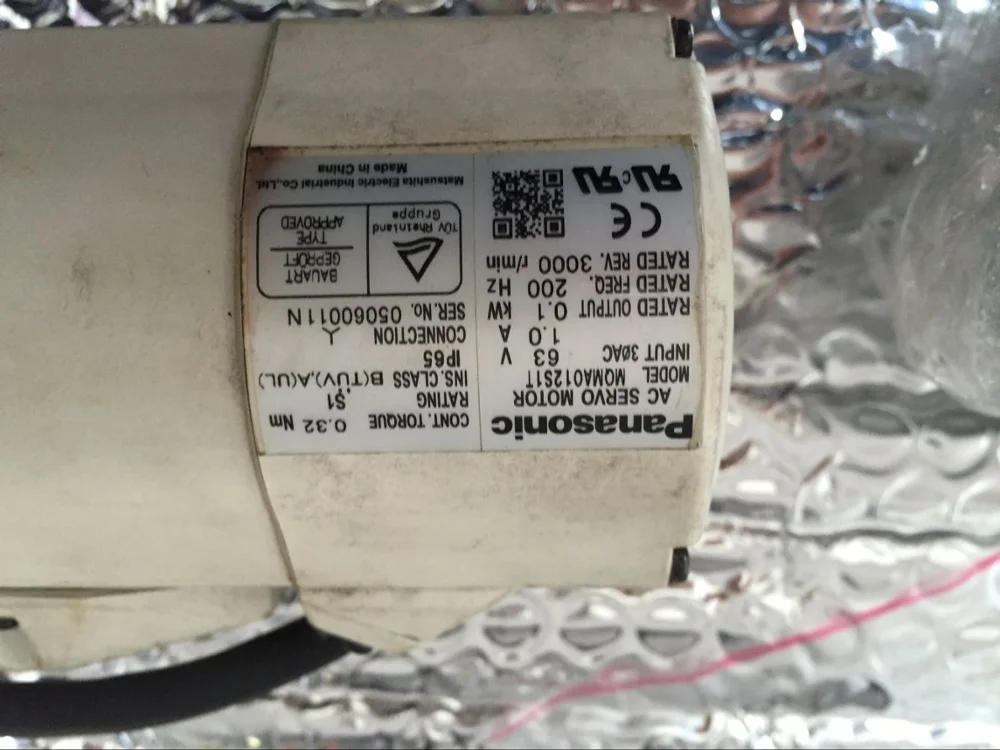 Panasonic
AC SERVO MOTOR
MODEL MQMA012S1T
INPUT 3ØAC 63 V
1.0 A
RATED OUTPUT 0.1 kW
RATED FREQ. 200 Hz
RATED REV. 3000 r/min
CE
CONT. TORQUE 0.32 Nm
RATING S1
INS. CLASS B(TÜV),A(UL)
IP65
CONNECTION
SER.No. 05060011N
TÜV Rheinland
Gruppe
BAUART
GEPRÜFT
TYPE
APPROVED
Matsushita Electric Industrial Co.,Ltd.
Made in China